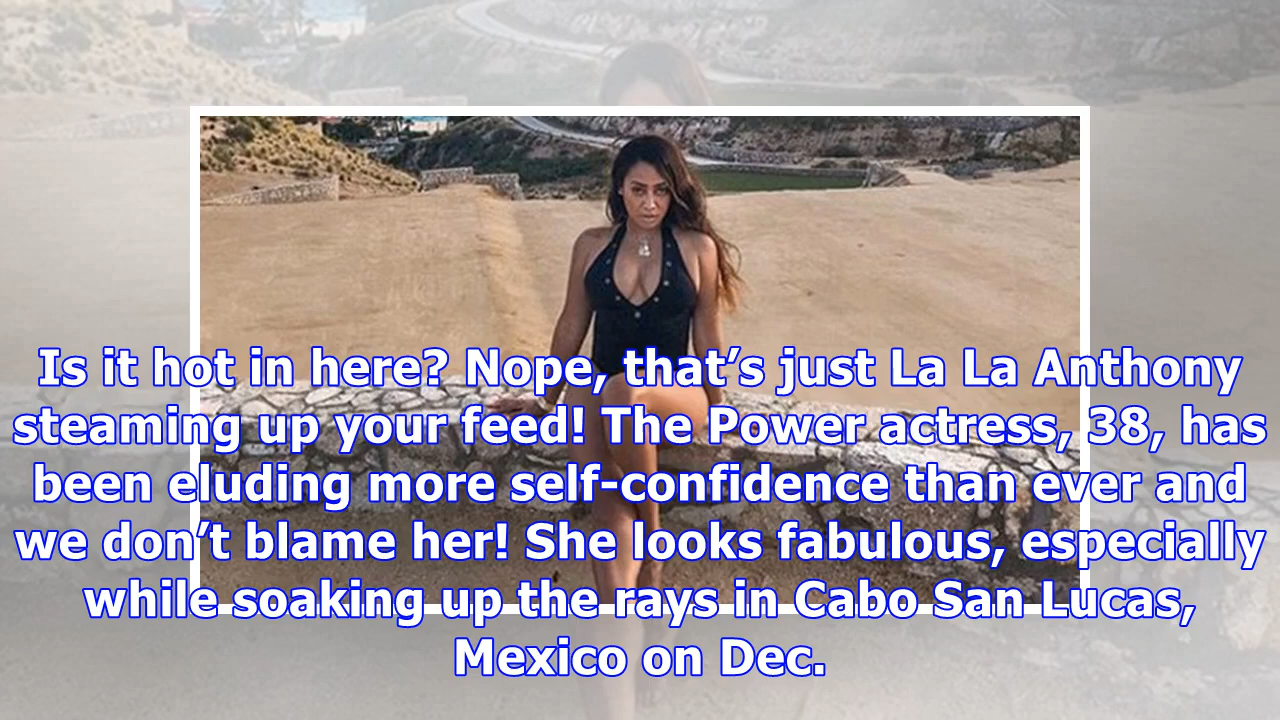 Is it hot in here? Nope, that’s just La La Anthony
steaming up your feed! The Power actress, 38, has
been eluding more self-confidence than ever and
we don’t blame her! She looks fabulous, especially
while soaking up the rays in Cabo San Lucas,
Mexico on Dec.